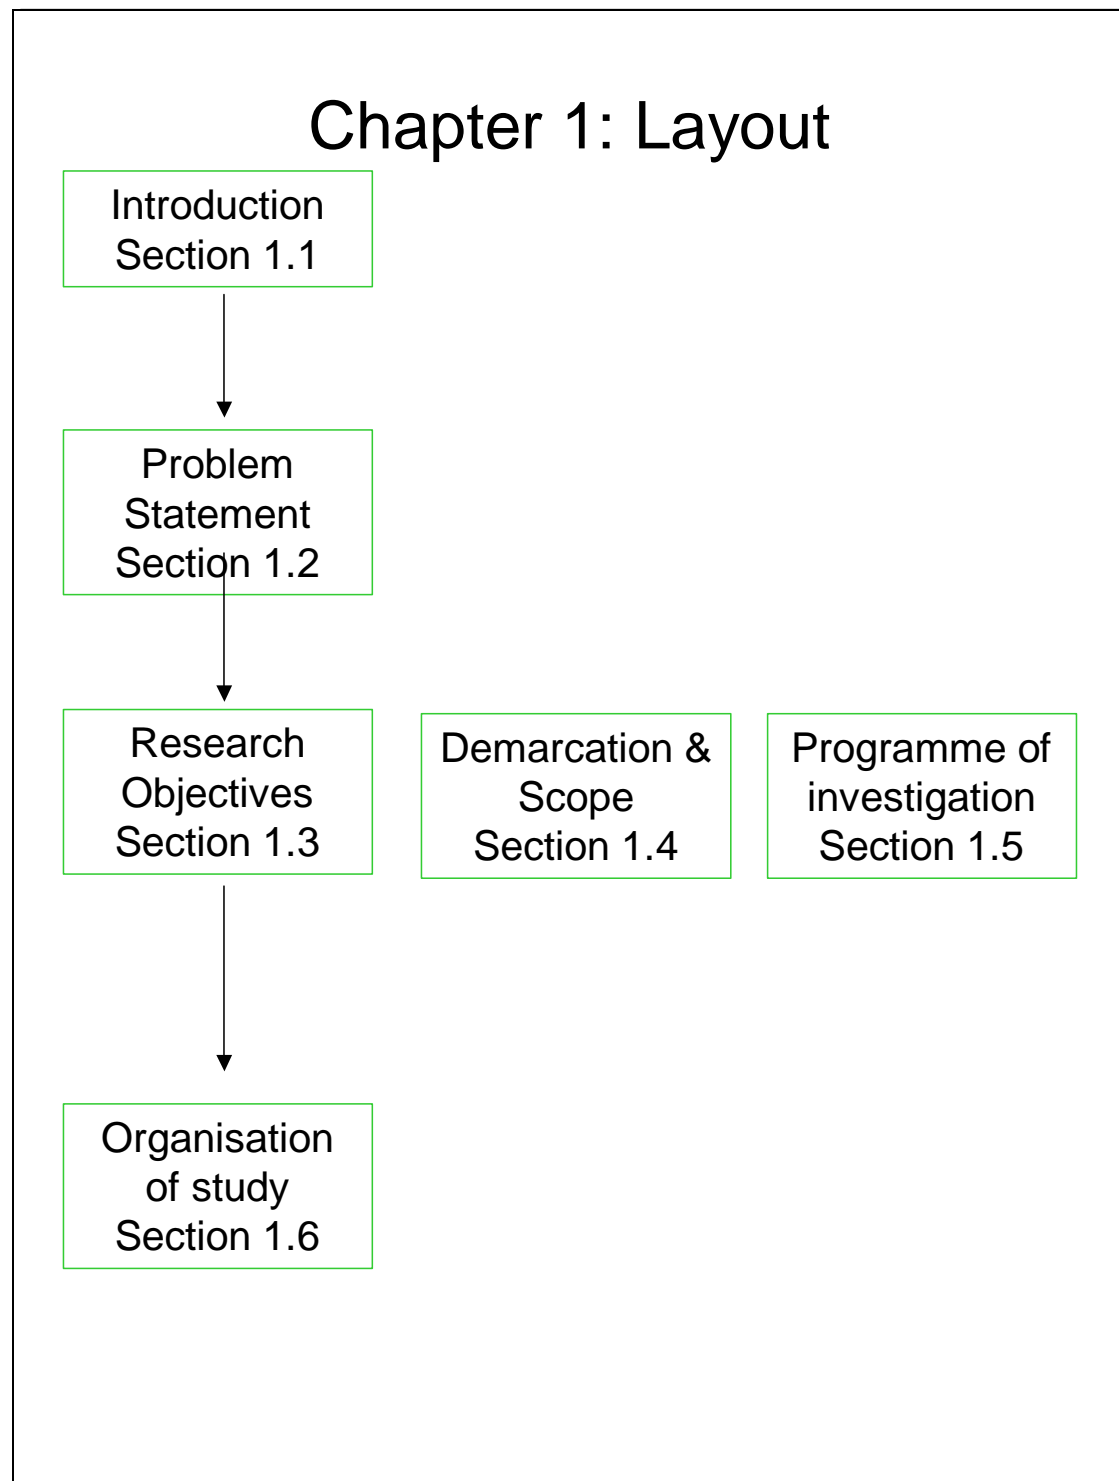 Chapter 1: Layout
Introduction
Section 1.1
Problem
Statement
Section 1.2
Research
Objectives
Section 1.3
Demarcation &
Scope
Section 1.4
Programme of
investigation
Section 1.5
Organisation
of study
Section 1.6